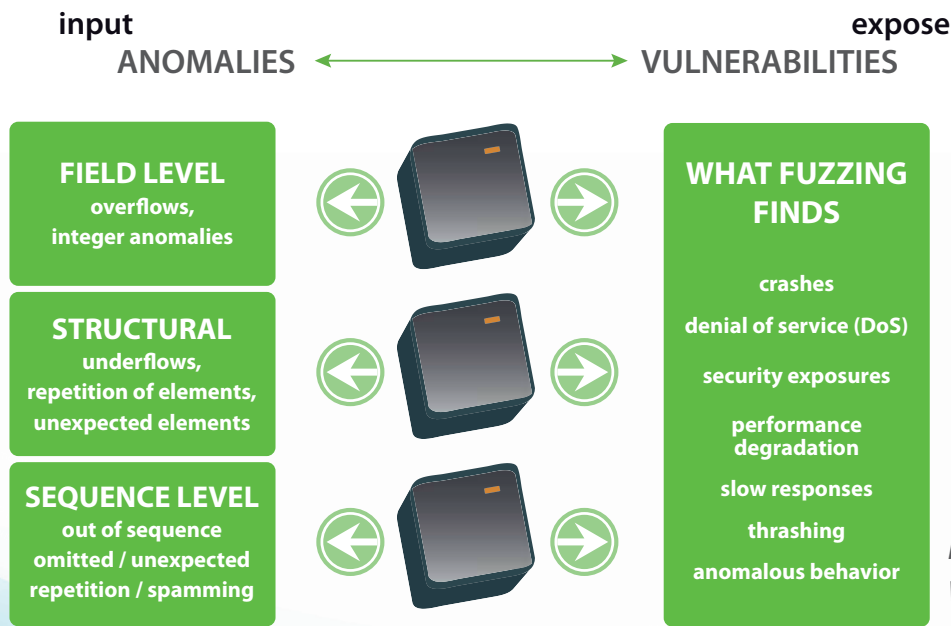 input
expose
ANOMALIES
VULNERABILITIES
FIELD LEVEL
overflows,
integer anomalies
STRUCTURAL
underflows,
repetition of elements,
unexpected elements
SEQUENCE LEVEL
out of sequence
omitted / unexpected
repetition / spamming
WHAT FUZZING
FINDS
crashes
denial of service (DoS)
security exposures
performance
degradation
slow responses
thrashing
anomalous behavior